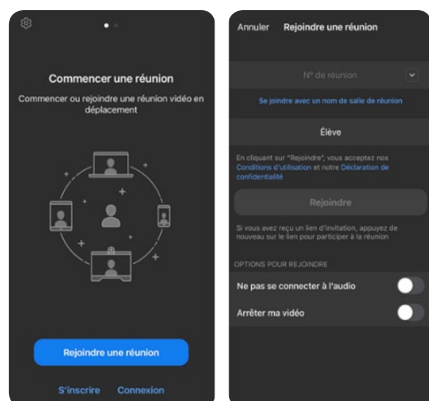 Commencer une réunion
Commencer ou rejoindre une réunion vidéo en
déplacement
Rejoindre une réunion
S'inscrire Connexion
Annuler Rejoindre une réunion
N° de réunion
Se joindre avec un nom de salle de réunion
Élève
En cliquant sur "Rejoindre", vous acceptez nos
Conditions d'utilisation et notre Déclaration de
confidentialité
Rejoindre
Si vous avez reçu un lien d'invitation, appuyez de
nouveau sur le lien pour participer à la réunion
OPTIONS POUR REJOINDRE
Ne pas se connecter à l'audio
Arrêter ma vidéo